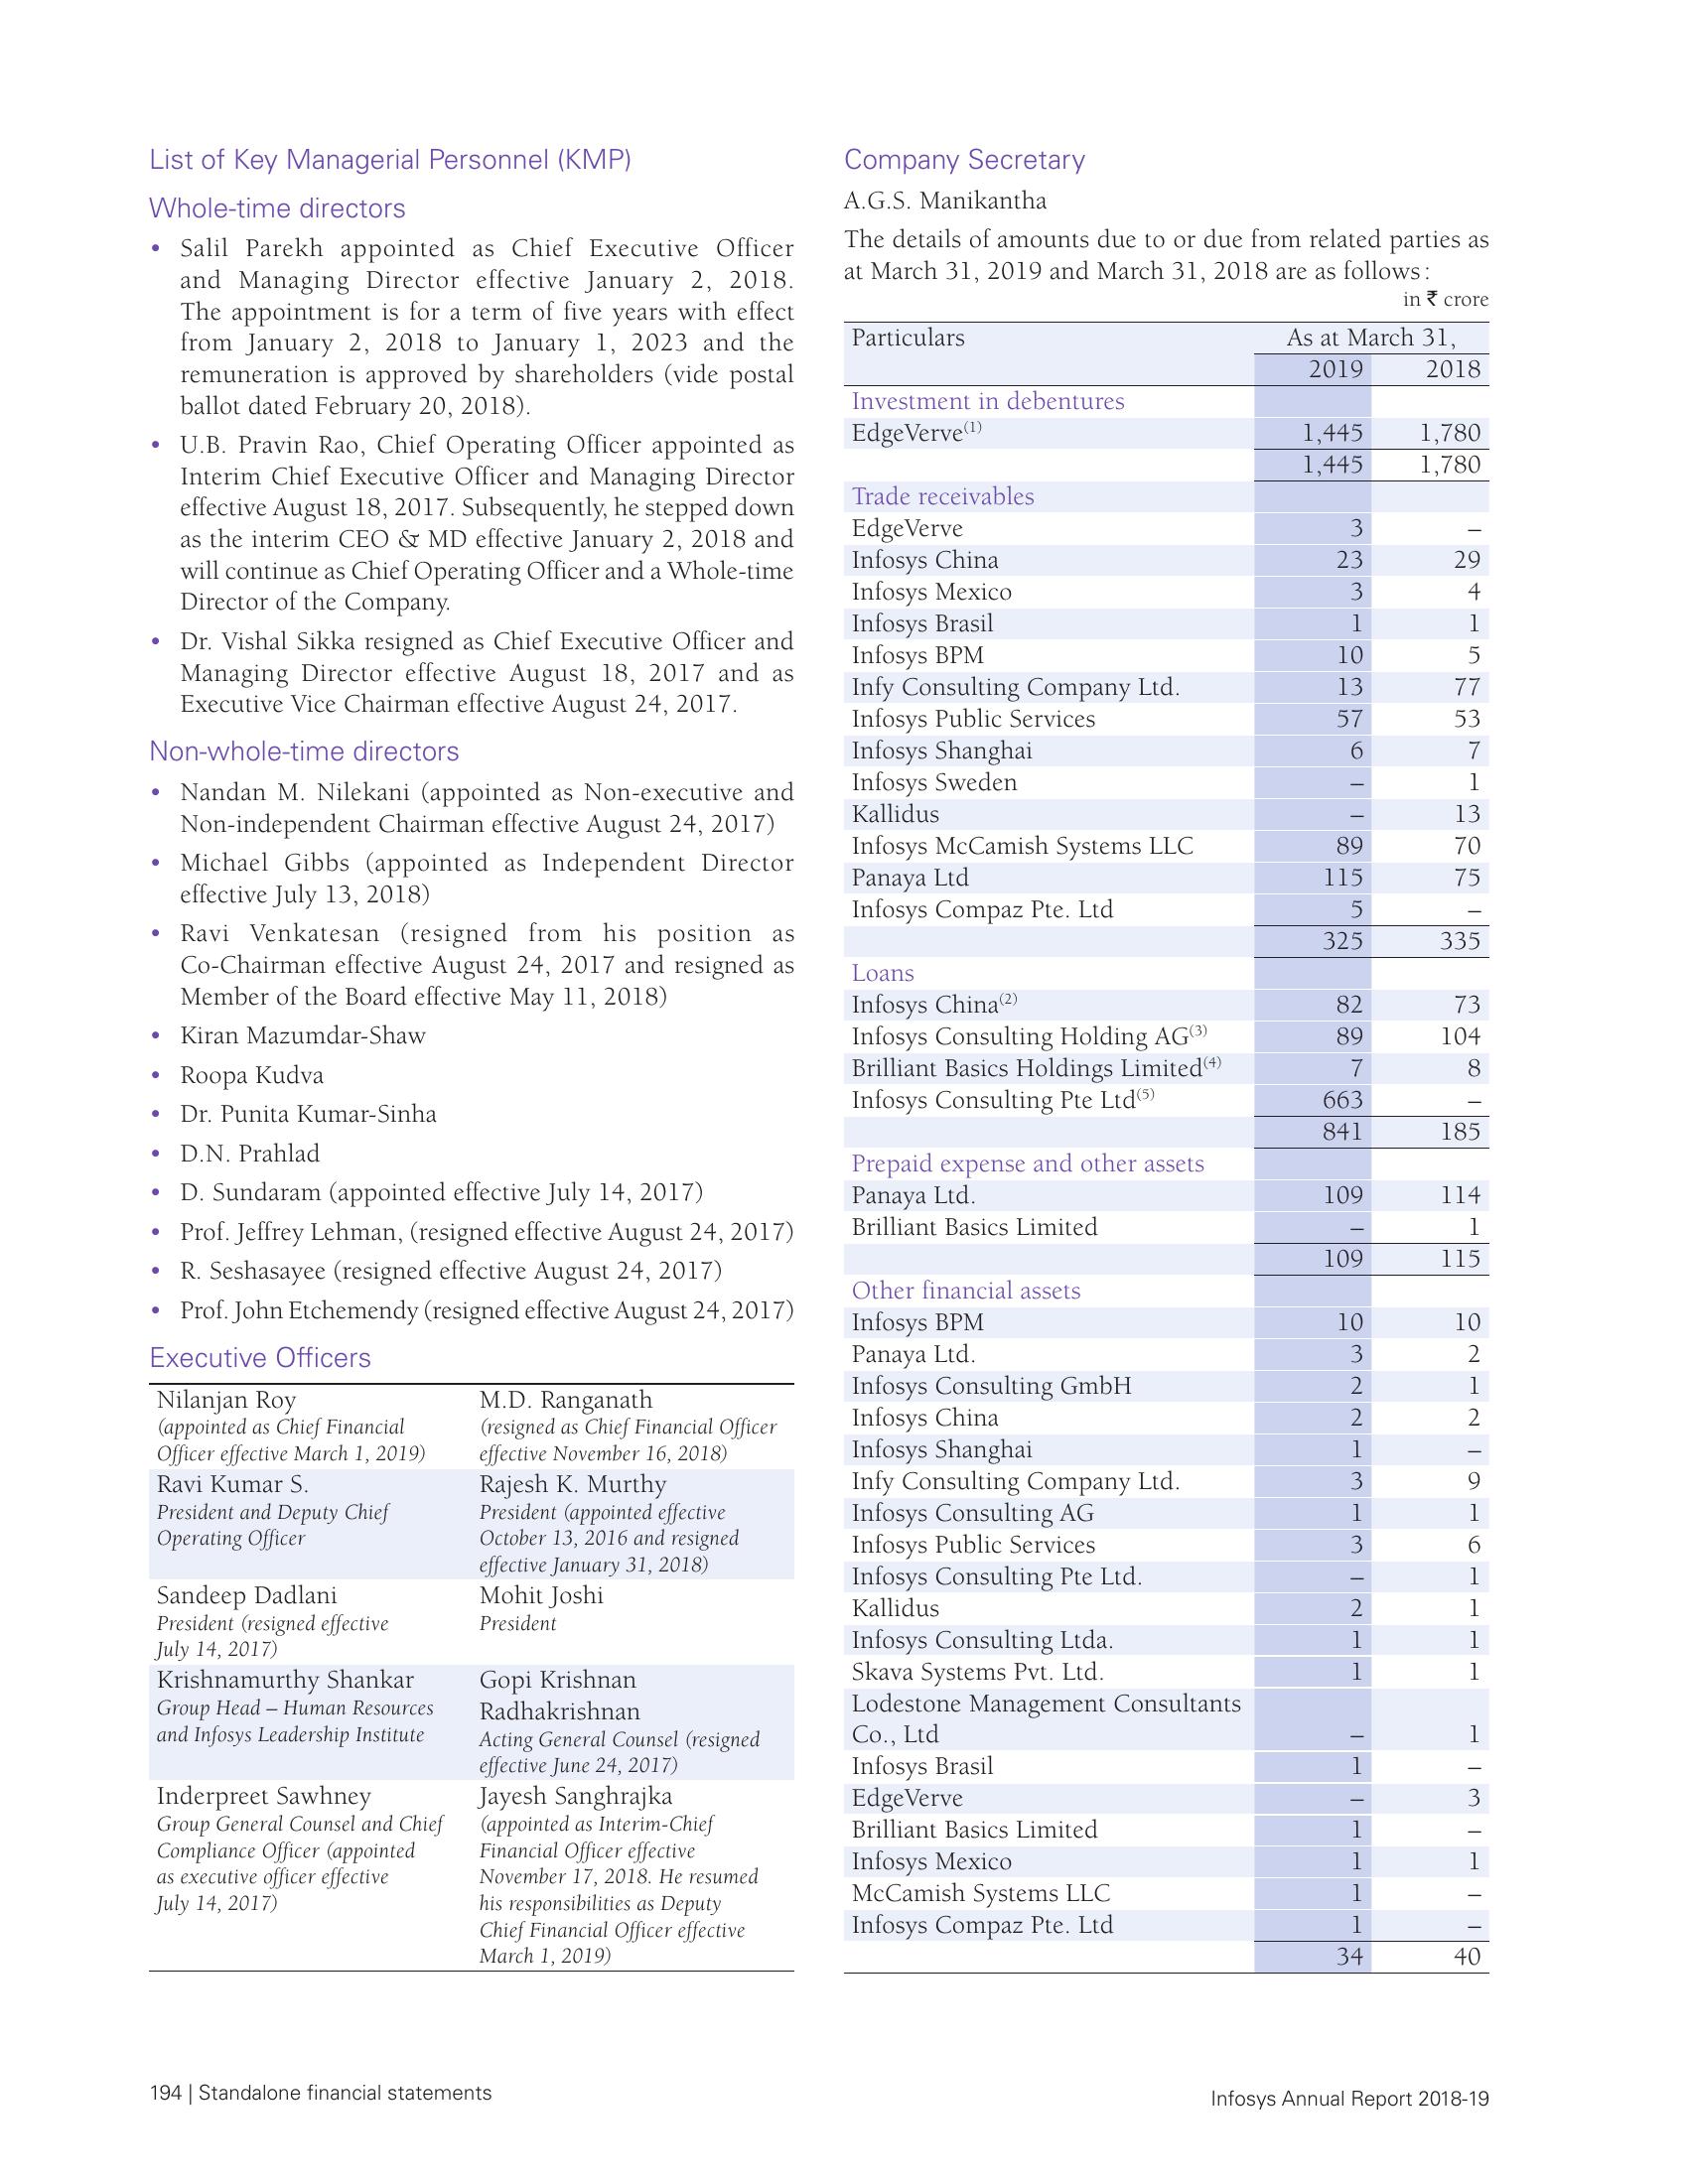 List of Key Managerial Personnel (KMP)
Whole-time directors
• Salil Parekh appointed as Chief Executive Officer
and Managing Director effective January 2, 2018.
The appointment is for a term of five years with effect
from January 2, 2018 to January 1, 2023 and the
remuneration is approved by shareholders (vide postal
ballot dated February 20, 2018).
• U.B. Pravin Rao, Chief Operating Officer appointed as
Interim Chief Executive Officer and Managing Director
effective August 18, 2017. Subsequently, he stepped down
as the interim CEO & MD effective January 2, 2018 and
will continue as Chief Operating Officer and a Whole-time
Director of the Company.
• Dr. Vishal Sikka resigned as Chief Executive Officer and
Managing Director effective August 18, 2017 and as
Executive Vice Chairman effective August 24, 2017.
Non-whole-time directors
• Nandan M. Nilekani (appointed as Non-executive and
Non-independent Chairman effective August 24, 2017)
• Michael Gibbs (appointed as Independent Director
effective July 13, 2018)
• Ravi Venkatesan (resigned from his position as
Co-Chairman effective August 24, 2017 and resigned as
Member of the Board effective May 11, 2018)
• Kiran Mazumdar-Shaw
• Roopa Kudva
• Dr. Punita Kumar-Sinha
• D.N. Prahlad
• D. Sundaram (appointed effective July 14, 2017)
• Prof. Jeffrey Lehman, (resigned effective August 24, 2017)
• R. Seshasayee (resigned effective August 24, 2017)
• Prof. John Etchemendy (resigned effective August 24, 2017)
Executive Officers
Nilanjan Roy
(appointed as Chief Financial
Officer effective March 1, 2019)
M.D. Ranganath
(resigned as Chief Financial Officer
effective November 16, 2018)
Ravi Kumar S.
President and Deputy Chief
Operating Officer
Rajesh K. Murthy
President (appointed effective
October 13, 2016 and resigned
effective January 31, 2018)
Sandeep Dadlani
President (resigned effective
July 14, 2017)
Mohit Joshi
President
Krishnamurthy Shankar
Group Head – Human Resources
and Infosys Leadership Institute
Gopi Krishnan
Radhakrishnan
Acting General Counsel (resigned
effective June 24, 2017)
Inderpreet Sawhney
Group General Counsel and Chief
Compliance Officer (appointed
as executive officer effective
July 14, 2017)
Jayesh Sanghrajka
(appointed as Interim-Chief
Financial Officer effective
November 17, 2018. He resumed
his responsibilities as Deputy
Chief Financial Officer effective
March 1, 2019)
Company Secretary
A.G.S. Manikantha
The details of amounts due to or due from related parties as
at March 31, 2019 and March 31, 2018 are as follows:
in ₹ crore
Particulars As at March 31,
2019 2018
Investment in debentures
EdgeVerve(1) 1,445 1,780
1,445 1,780
Trade receivables
EdgeVerve 3 –
Infosys China 23 29
Infosys Mexico 3 4
Infosys Brasil 1 1
Infosys BPM 10 5
Infy Consulting Company Ltd. 13 77
Infosys Public Services 57 53
Infosys Shanghai 6 7
Infosys Sweden – 1
Kallidus – 13
Infosys McCamish Systems LLC 89 70
Panaya Ltd 115 75
Infosys Compaz Pte. Ltd 5 –
325 335
Loans
Infosys China(2) 82 73
Infosys Consulting Holding AG(3) 89 104
Brilliant Basics Holdings Limited(4) 7 8
Infosys Consulting Pte Ltd(5) 663 –
841 185
Prepaid expense and other assets
Panaya Ltd. 109 114
Brilliant Basics Limited – 1
109 115
Other financial assets
Infosys BPM 10 10
Panaya Ltd. 3 2
Infosys Consulting GmbH 2 1
Infosys China 2 2
Infosys Shanghai 1 –
Infy Consulting Company Ltd. 3 9
Infosys Consulting AG 1 1
Infosys Public Services 3 6
Infosys Consulting Pte Ltd. – 1
Kallidus 2 1
Infosys Consulting Ltda. 1 1
Skava Systems Pvt. Ltd. 1 1
Lodestone Management Consultants
Co., Ltd – 1
Infosys Brasil 1 –
EdgeVerve – 3
Brilliant Basics Limited 1 –
Infosys Mexico 1 1
McCamish Systems LLC 1 –
Infosys Compaz Pte. Ltd 1 –
34 40
194 | Standalone financial statements
Infosys Annual Report 2018-19